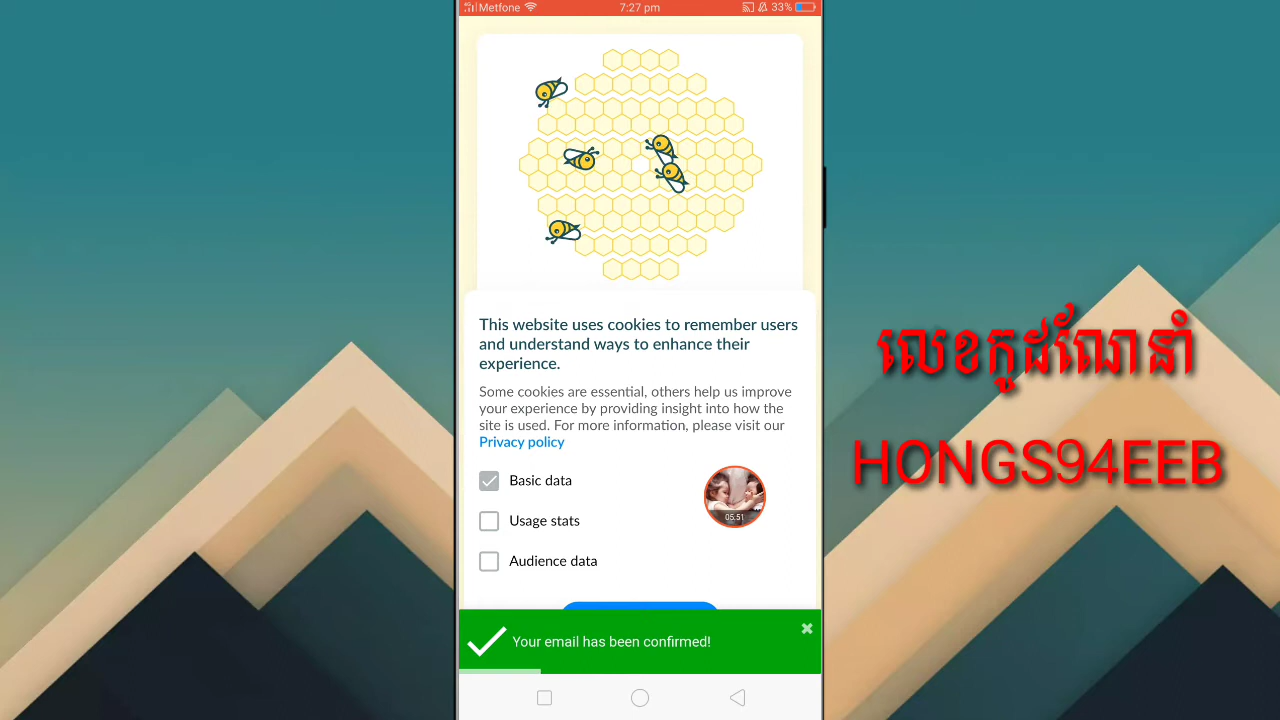 Metfone
7:27 pm
33%
This website uses cookies to remember users
and understand ways to enhance their
experience.
Some cookies are essential, others help us improve
your experience by providing insight into how the
site is used. For more information, please visit our
Privacy policy
Basic data
Usage stats
Audience data
05:51
Your email has been confirmed!
លេខកូដណែនាំ
HONGS94EEB